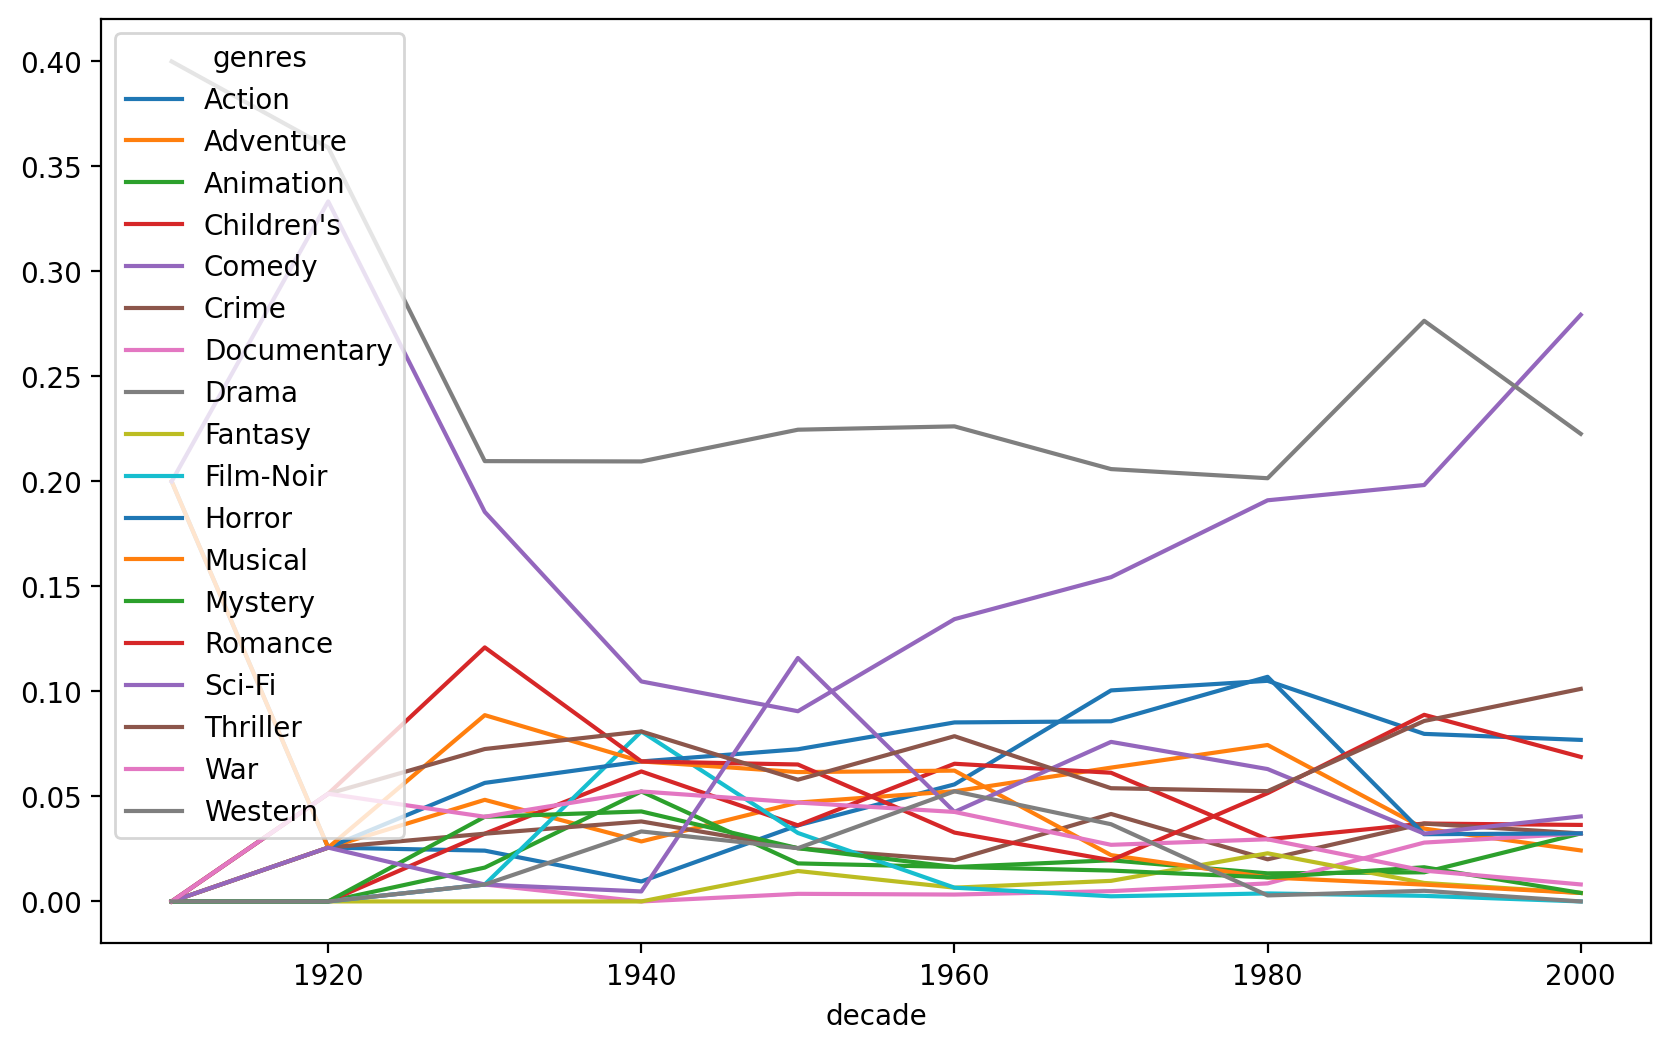 genres
Action
Adventure
Animation
Children's
Comedy
Crime
Documentary
Drama
Fantasy
Film-Noir
Horror
Musical
Mystery
Romance
Sci-Fi
Thriller
War
Western
0.40
0.35
0.30
0.25
0.20
0.15
0.10
0.05
0.00
1920 1940 1960 1980 2000
decade